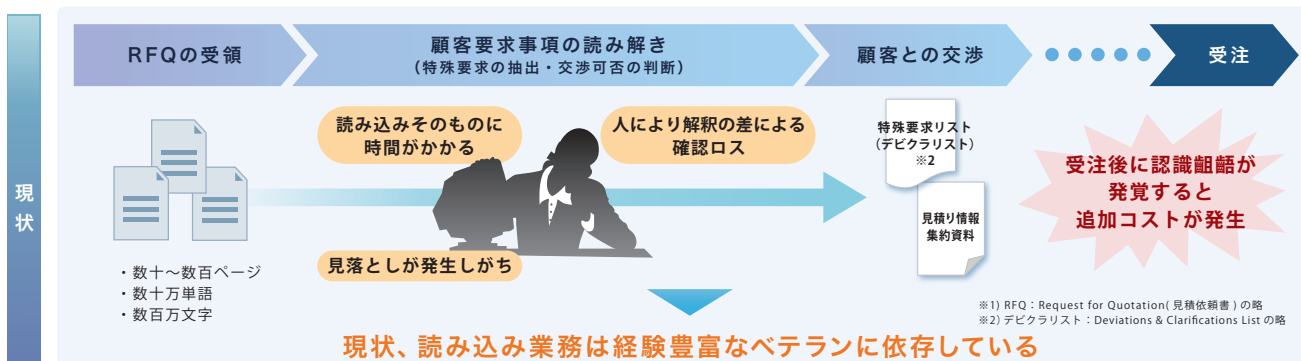 現状
RFQの受領
顧客要求事項の読み解き
(特殊要求の抽出・交渉可否の判断)
顧客との交渉
受注
読み込みそのものに
時間がかかる
人により解釈の差による
確認ロス
見落としが発生しがち
・数十～数百ページ
・数十万単語
・数百万文字
特殊要求リスト
(デビクラリスト)
※2
見積り情報
集約資料
受注後に認識齟齬が
発覚すると
追加コストが発生
※1) RFQ：Request for Quotation(見積依頼書)の略
※2)デビクラリスト：Deviations & Clarifications List の略
現状、読み込み業務は経験豊富なベテランに依存している